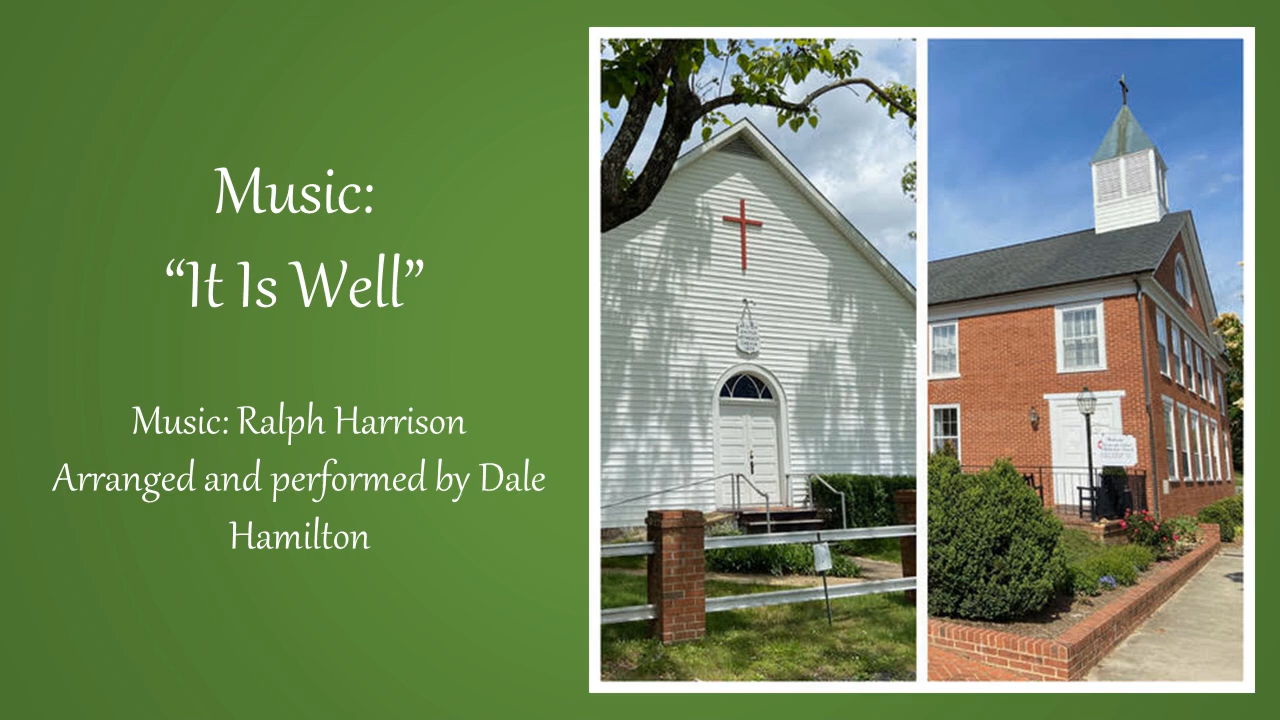 Music:
“It Is Well”
Music: Ralph Harrison
Arranged and performed by Dale
Hamilton